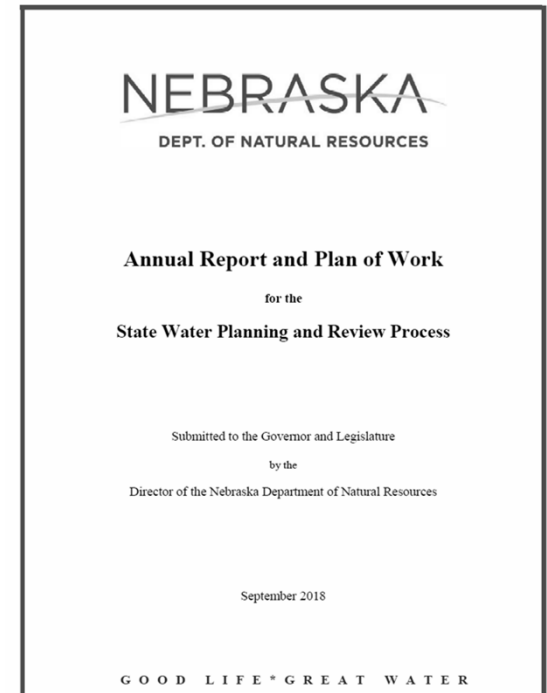 NEBRASKA
DEPT. OF NATURAL RESOURCES
Annual Report and Plan of Work
for the
State Water Planning and Review Process
Submitted to the Governor and Legislature
by the
Director of the Nebraska Department of Natural Resources
September 2018
GOOD LIFE*GREAT WATER